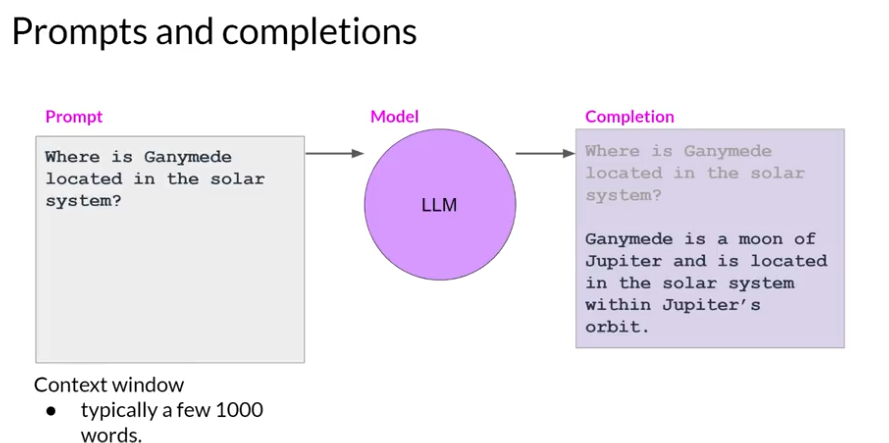 Prompts and completions
Prompt
Where is Ganymede
located in the solar
system?
Context window
● typically a few 1000
words.
Model
LLM
Completion
Where is Ganymede
located in the solar
system?
Ganymede is a moon of
Jupiter and is located
in the solar system
within Jupiter’s
orbit.